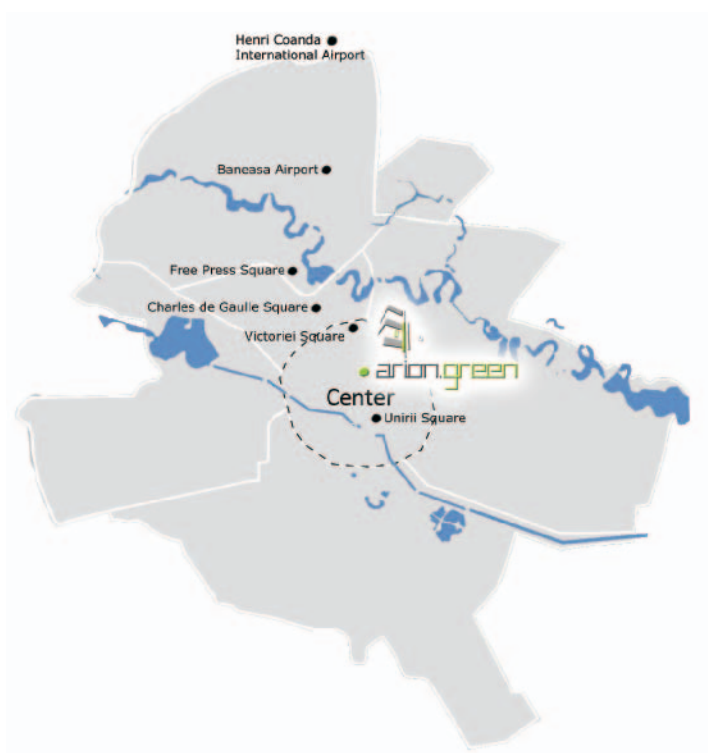 Henri Coanda
International Airport
Baneasa Airport
Free Press Square
Charles de Gaulle Square
Victoriei Square
arion.green
Center
Unirii Square